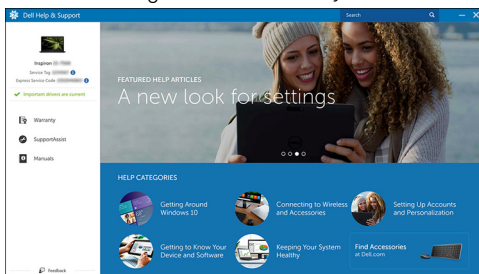 Dell Help & Support
Search
Inspiron
Service Tag
Express Service Code
Important drivers are current
Warranty
SupportAssist
Manuals
Feedback
FEATURED HELP ARTICLES
A new look for settings
HELP CATEGORIES
Getting Around
Windows 10
Connecting to Wireless
and Accessories
Setting Up Accounts
and Personalization
Getting to Know Your
Device and Software
Keeping Your System
Healthy
Find Accessories
at Dell.com